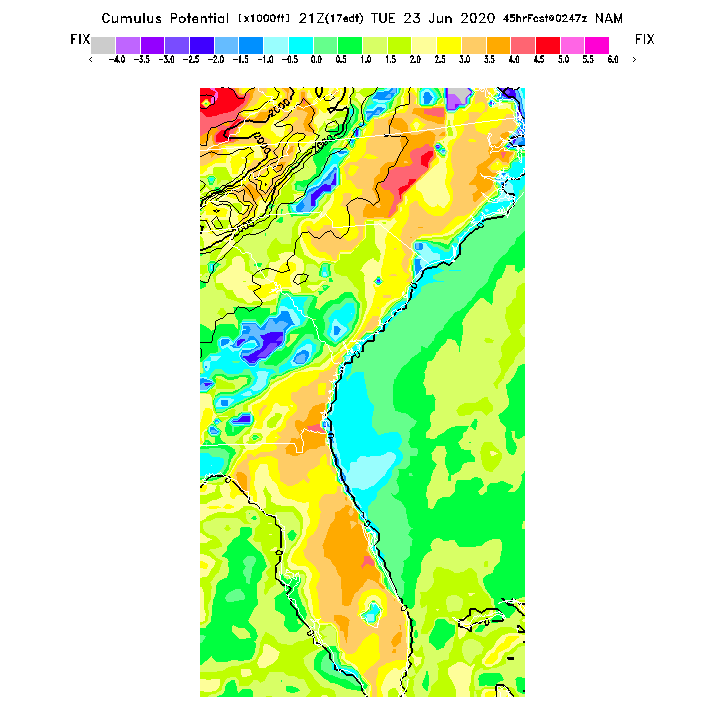 Cumulus Potential [x1000ft] 21Z(17edt) TUE 23 Jun 2020 45hrFcst@0247z NAM
FIX FIX
< -4.0 -3.5 -3.0 -2.5 -2.0 -1.5 -1.0 -0.5 0.0 0.5 1.0 1.5 2.0 2.5 3.0 3.5 4.0 4.5 5.0 5.5 6.0 >
2000